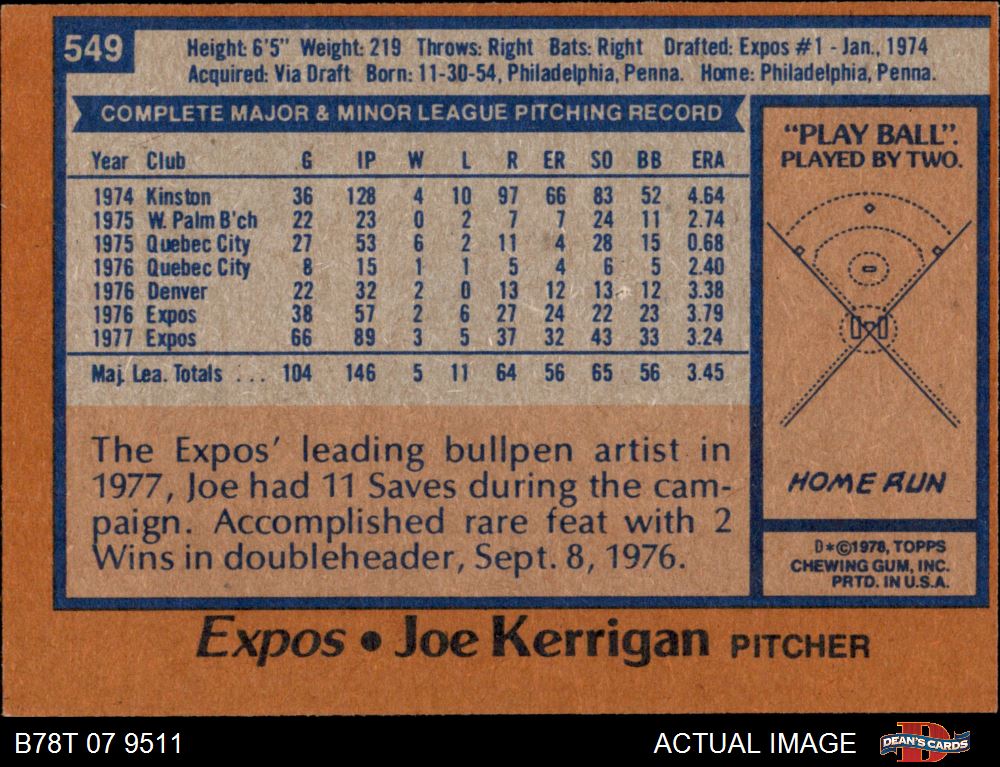 549
Height: 6'5" Weight: 219 Throws: Right Bats: Right Drafted: Expos #1 - Jan., 1974
Acquired: Via Draft Born: 11-30-54, Philadelphia, Penna. Home: Philadelphia, Penna.
COMPLETE MAJOR & MINOR LEAGUE PITCHING RECORD
Year Club G IP W L R ER SO BB ERA
1974 Kinston 36 128 4 10 97 66 83 52 4.64
1975 W. Palm B'ch 22 23 0 2 7 7 24 11 2.74
1975 Quebec City 27 53 6 2 11 4 28 15 0.68
1976 Quebec City 8 15 1 1 5 4 6 5 2.40
1976 Denver 22 32 2 0 13 12 13 12 3.38
1976 Expos 38 57 2 6 27 24 22 23 3.79
1977 Expos 66 89 3 5 37 32 43 33 3.24
Maj. Lea. Totals ... 104 146 5 11 64 56 65 56 3.45
The Expos' leading bullpen artist in
1977, Joe had 11 Saves during the cam-
paign. Accomplished rare feat with 2
Wins in doubleheader, Sept. 8, 1976.
"PLAY BALL".
PLAYED BY TWO.
HOME RUN
D*©1978, TOPPS
CHEWING GUM, INC.
PRTD. IN U.S.A.
Expos • Joe Kerrigan PITCHER
B78T 07 9511
ACTUAL IMAGE
D
DEAN'S CARDS